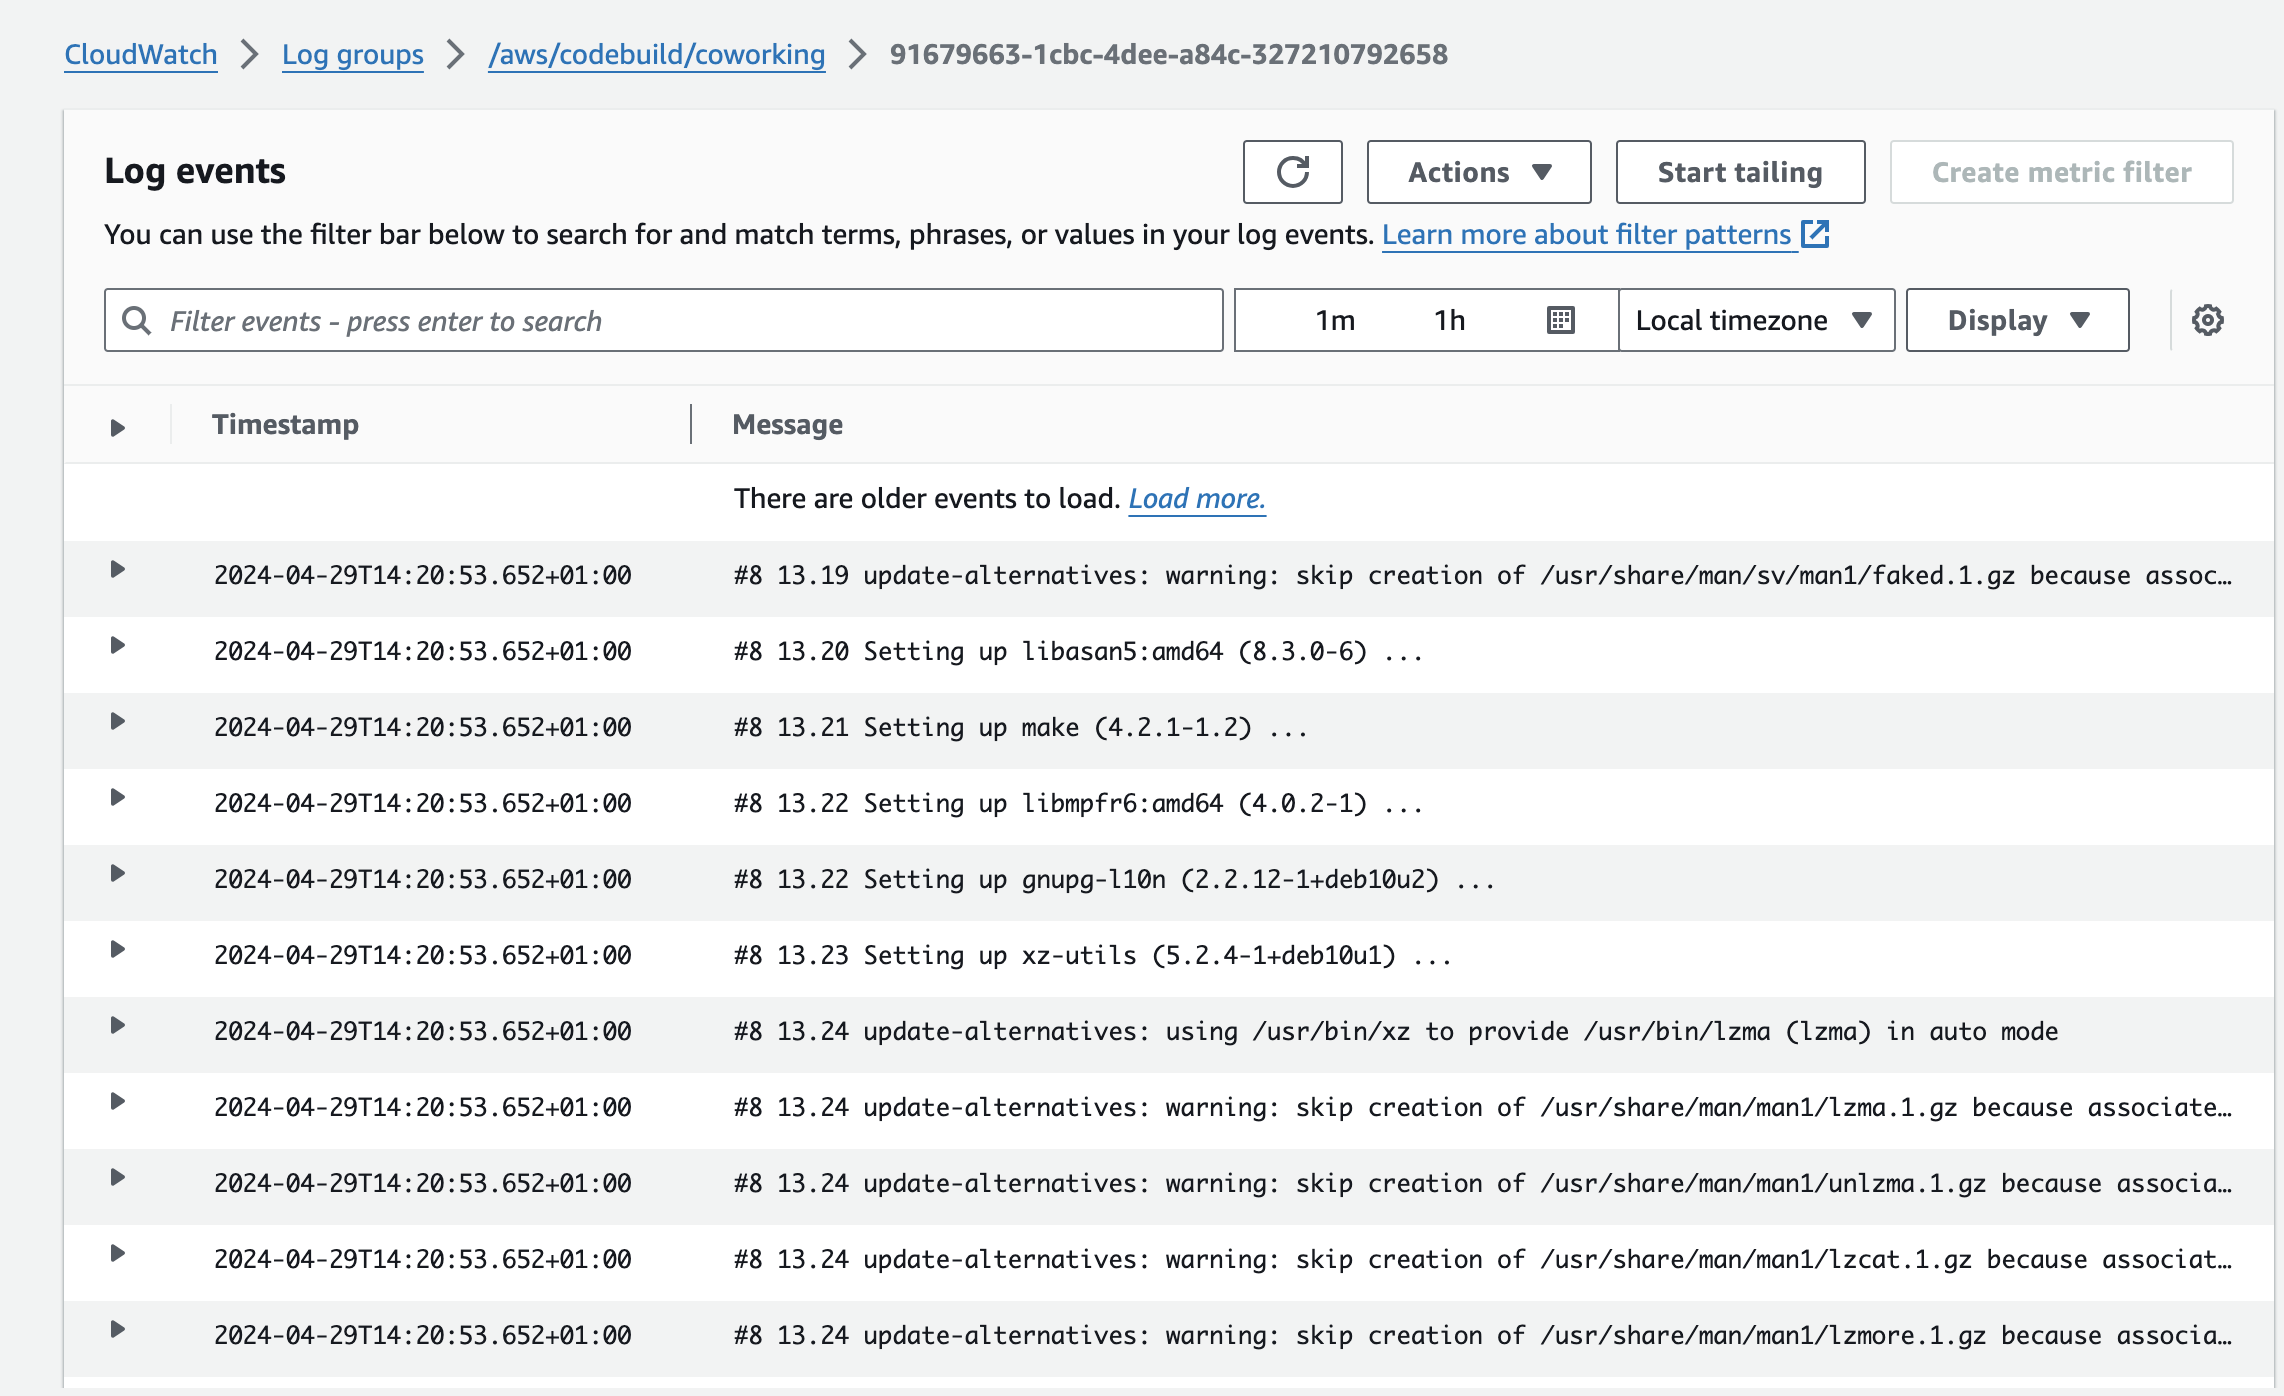 CloudWatch > Log groups > /aws/codebuild/coworking > 91679663-1cbc-4dee-a84c-327210792658
Log events
Actions
Start tailing
Create metric filter
You can use the filter bar below to search for and match terms, phrases, or values in your log events. Learn more about filter patterns
Filter events - press enter to search
1m
1h
Local timezone
Display
Timestamp
Message
There are older events to load. Load more.
2024-04-29T14:20:53.652+01:00 #8 13.19 update-alternatives: warning: skip creation of /usr/share/man/sv/man1/faked.1.gz because assoc…
2024-04-29T14:20:53.652+01:00 #8 13.20 Setting up libasan5:amd64 (8.3.0-6) ...
2024-04-29T14:20:53.652+01:00 #8 13.21 Setting up make (4.2.1-1.2) ...
2024-04-29T14:20:53.652+01:00 #8 13.22 Setting up libmpfr6:amd64 (4.0.2-1) ...
2024-04-29T14:20:53.652+01:00 #8 13.22 Setting up gnupg-l10n (2.2.12-1+deb10u2) ...
2024-04-29T14:20:53.652+01:00 #8 13.23 Setting up xz-utils (5.2.4-1+deb10u1) ...
2024-04-29T14:20:53.652+01:00 #8 13.24 update-alternatives: using /usr/bin/xz to provide /usr/bin/lzma (lzma) in auto mode
2024-04-29T14:20:53.652+01:00 #8 13.24 update-alternatives: warning: skip creation of /usr/share/man/man1/lzma.1.gz because associate…
2024-04-29T14:20:53.652+01:00 #8 13.24 update-alternatives: warning: skip creation of /usr/share/man/man1/unlzma.1.gz because associa…
2024-04-29T14:20:53.652+01:00 #8 13.24 update-alternatives: warning: skip creation of /usr/share/man/man1/lzcat.1.gz because associat…
2024-04-29T14:20:53.652+01:00 #8 13.24 update-alternatives: warning: skip creation of /usr/share/man/man1/lzmore.1.gz because associa…